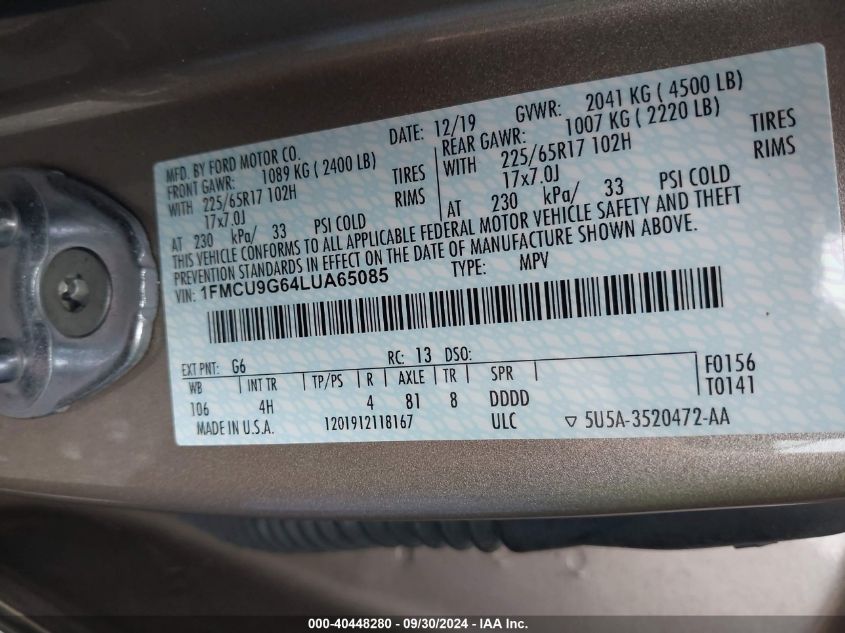 MFD. BY FORD MOTOR CO. DATE: 12/19 GVWR: 2041 KG ( 4500 LB)
FRONT GAWR: 1089 KG ( 2400 LB) REAR GAWR: 1007 KG ( 2220 LB)
WITH 225/65R17 102H TIRES WITH 225/65R17 102H TIRES
17x7.0J RIMS 17x7.0J RIMS
AT 230 kPa/ 33 PSI COLD AT 230 kPa/ 33 PSI COLD
THIS VEHICLE CONFORMS TO ALL APPLICABLE FEDERAL MOTOR VEHICLE SAFETY AND THEFT
PREVENTION STANDARDS IN EFFECT ON THE DATE OF MANUFACTURE SHOWN ABOVE.
VIN: 1FMCU9G64LUA65085 TYPE: MPV
EXT PNT: G6 RC: 13 DSO:
WB INT TR TP/PS R AXLE TR SPR F0156
106 4H 4 81 8 DDDD T0141
MADE IN U.S.A. 1201912118167 ULC ▽ 5U5A-3520472-AA
000-40448280 - 09/30/2024 - IAA Inc.